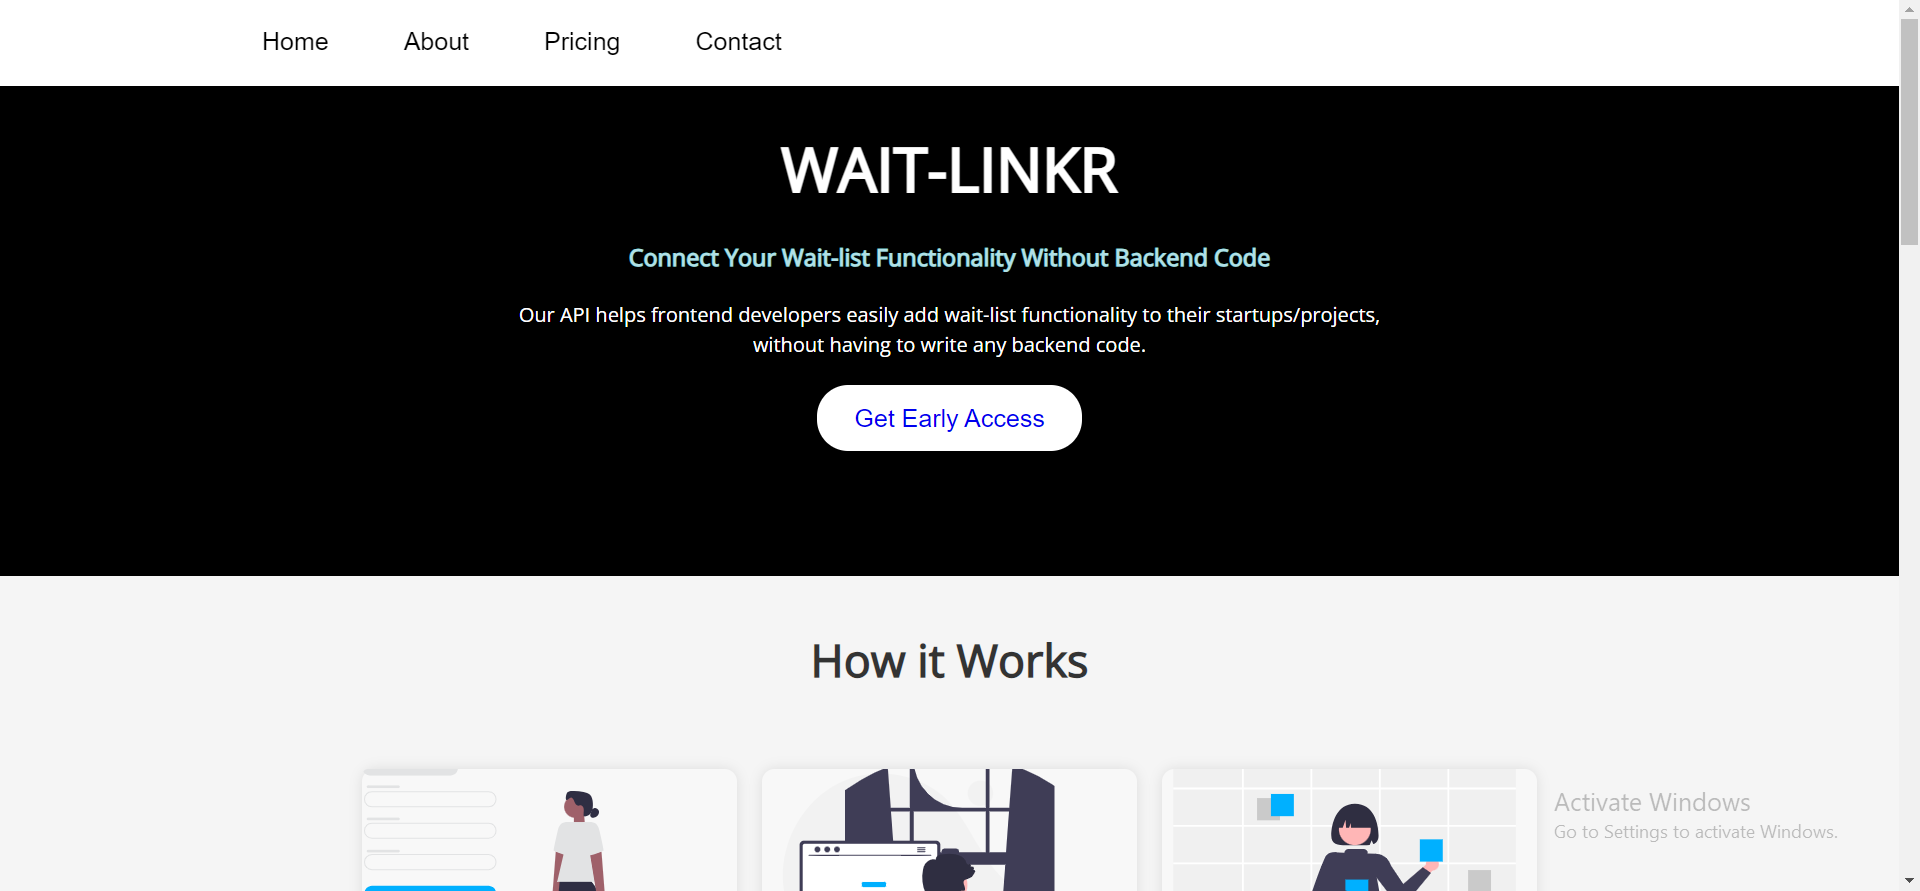 Home About Pricing Contact
WAIT-LINKR
Connect Your Wait-list Functionality Without Backend Code
Our API helps frontend developers easily add wait-list functionality to their startups/projects,
without having to write any backend code.
Get Early Access
How it Works
Activate Windows
Go to Settings to activate Windows.